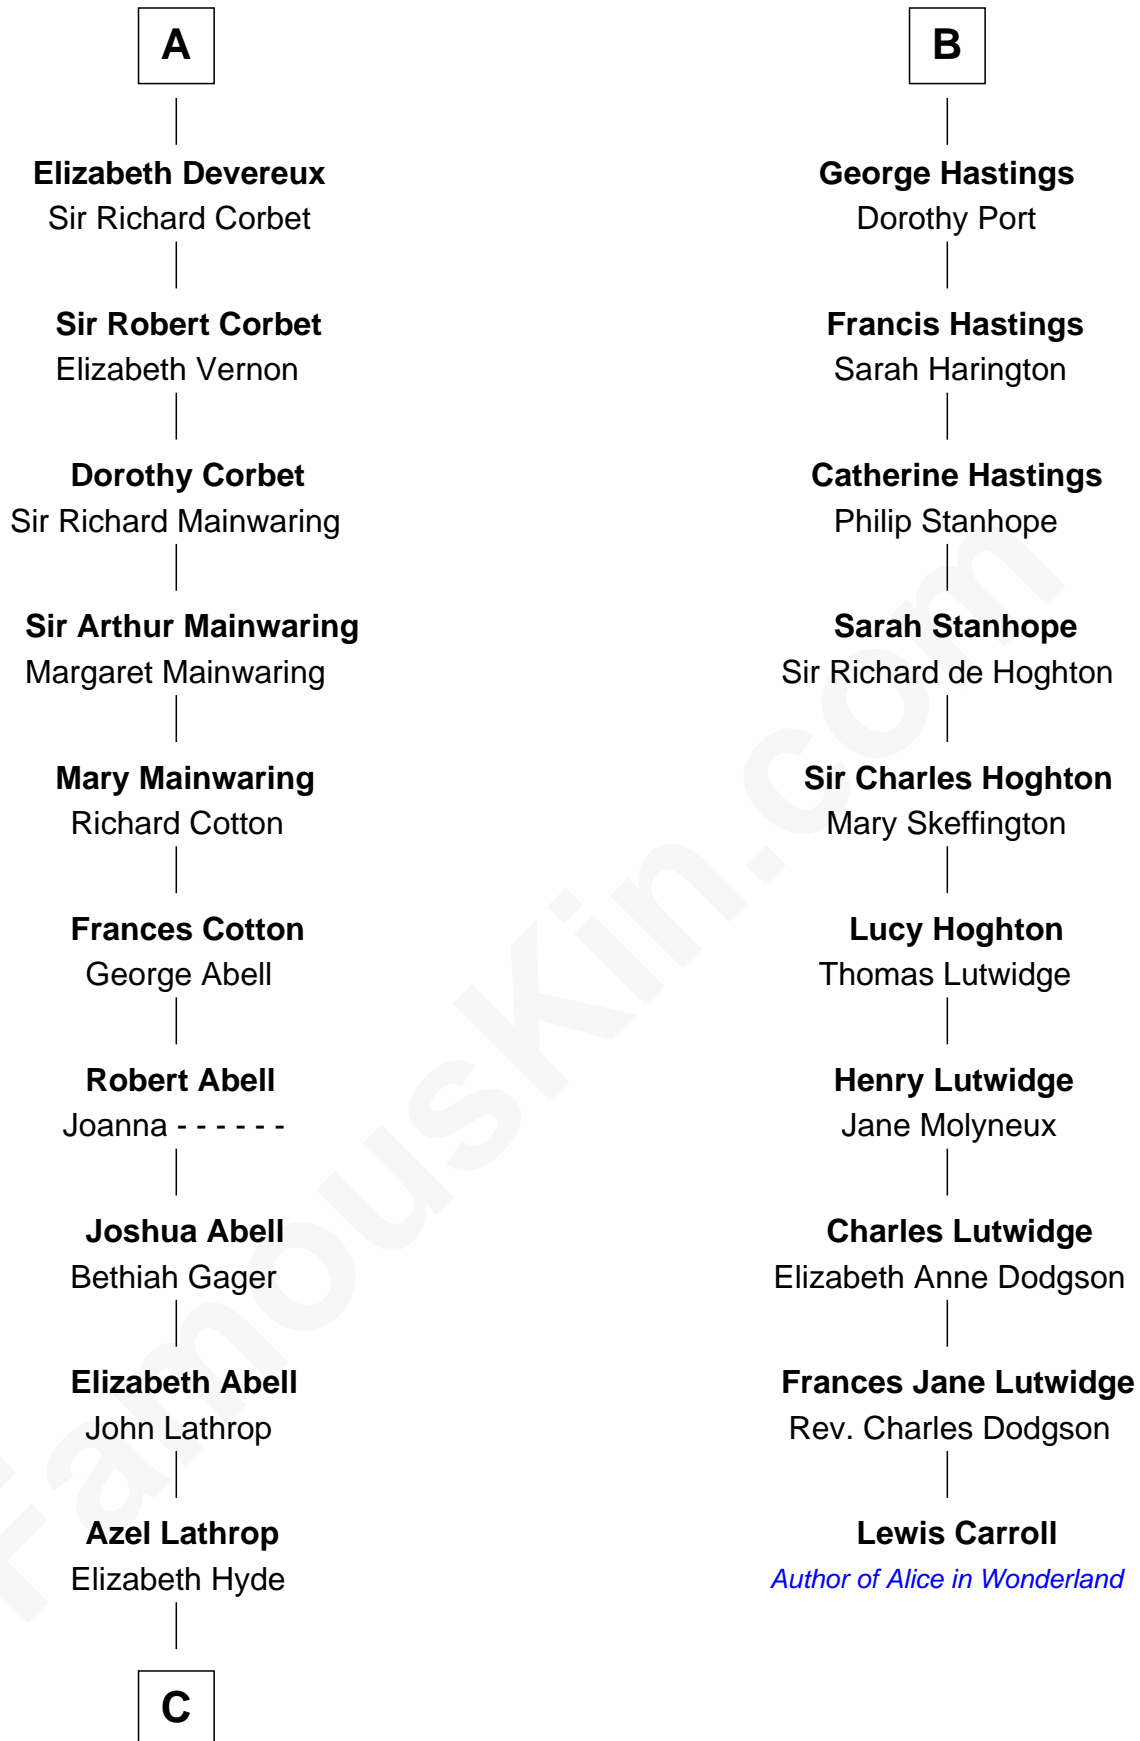 A
Elizabeth Devereux
Sir Richard Corbet
Sir Robert Corbet
Elizabeth Vernon
Dorothy Corbet
Sir Richard Mainwaring
Sir Arthur Mainwaring
Margaret Mainwaring
Mary Mainwaring
Richard Cotton
Frances Cotton
George Abell
Robert Abell
Joanna - - - - - -
Joshua Abell
Bethiah Gager
Elizabeth Abell
John Lathrop
Azel Lathrop
Elizabeth Hyde
C
B
George Hastings
Dorothy Port
Francis Hastings
Sarah Harington
Catherine Hastings
Philip Stanhope
Sarah Stanhope
Sir Richard de Hoghton
Sir Charles Hoghton
Mary Skeffington
Lucy Hoghton
Thomas Lutwidge
Henry Lutwidge
Jane Molyneux
Charles Lutwidge
Elizabeth Anne Dodgson
Frances Jane Lutwidge
Rev. Charles Dodgson
Lewis Carroll
Author of Alice in Wonderland
FamousKin.com